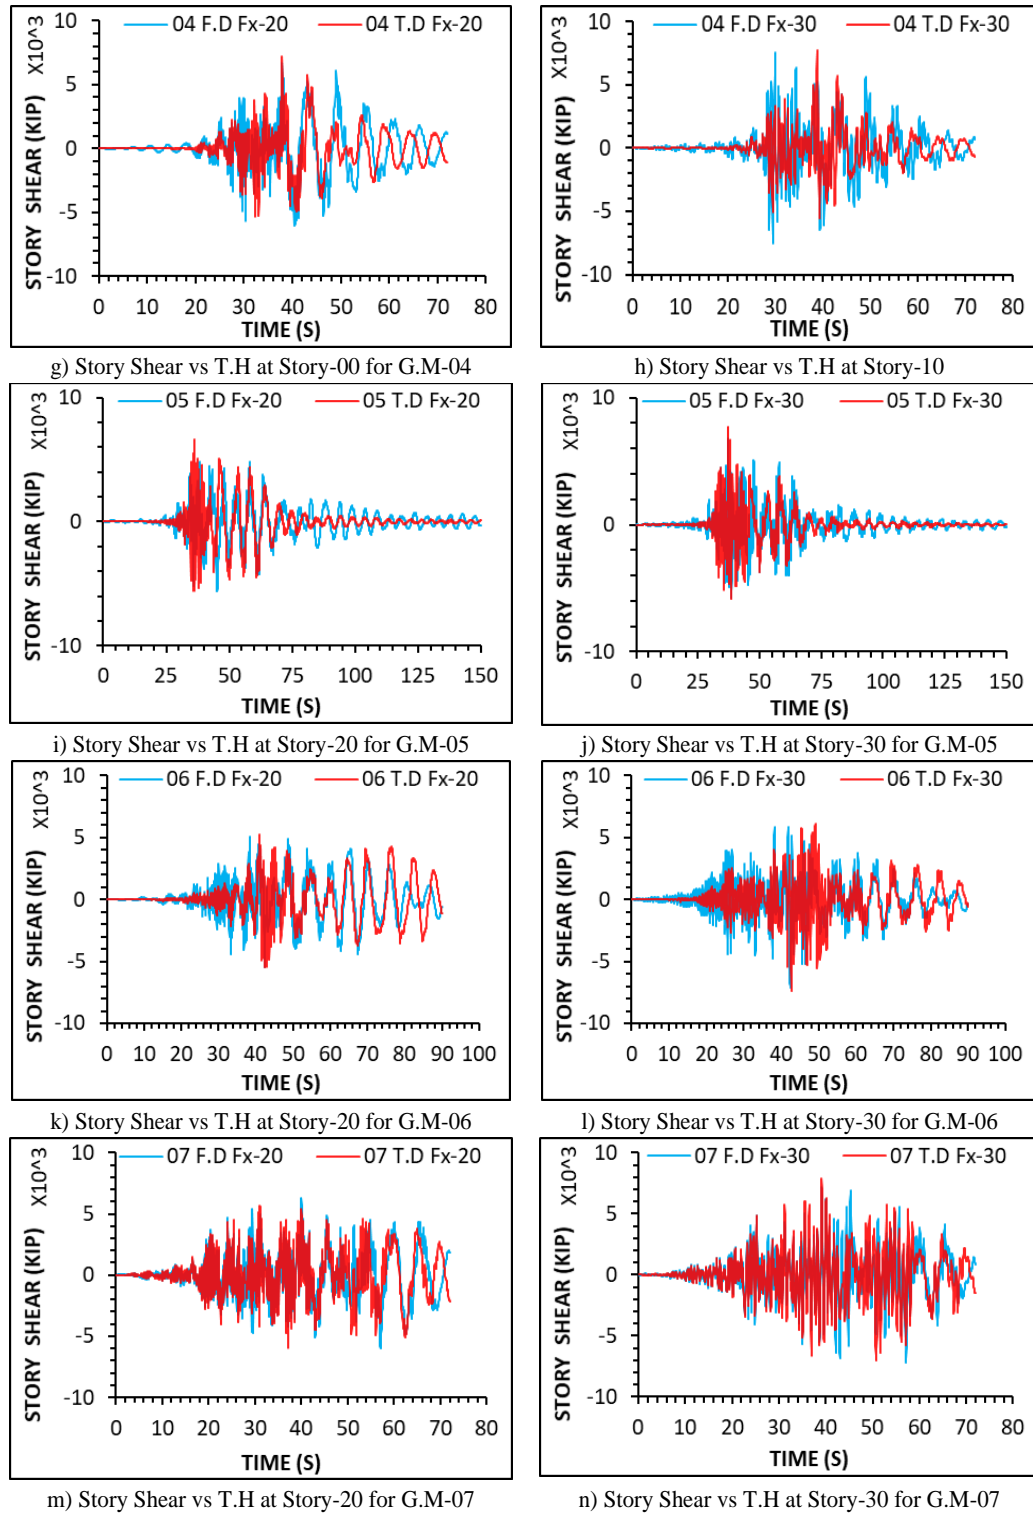 04 F.D Fx-20 04 T.D Fx-20
X10^3
STORY SHEAR (KIP)
10
5
0
-5
-10
0 10 20 30 40 50 60 70 80
TIME (S)
g) Story Shear vs T.H at Story-00 for G.M-04
04 F.D Fx-30 04 T.D Fx-30
X10^3
STORY SHEAR (KIP)
10
5
0
-5
-10
0 10 20 30 40 50 60 70 80
TIME (S)
h) Story Shear vs T.H at Story-10
05 F.D Fx-20 05 T.D Fx-20
X10^3
STORY SHEAR (KIP)
10
0
-10
0 25 50 75 100 125 150
TIME (S)
i) Story Shear vs T.H at Story-20 for G.M-05
05 F.D Fx-30 05 T.D Fx-30
X10^3
STORY SHEAR (KIP)
10
0
-10
0 25 50 75 100 125 150
TIME (S)
j) Story Shear vs T.H at Story-30 for G.M-05
06 F.D Fx-20 06 T.D Fx-20
X10^3
STORY SHEAR (KIP)
10
5
0
-5
-10
0 10 20 30 40 50 60 70 80 90 100
TIME (S)
k) Story Shear vs T.H at Story-20 for G.M-06
06 F.D Fx-30 06 T.D Fx-30
X10^3
STORY SHEAR (KIP)
10
5
0
-5
-10
0 10 20 30 40 50 60 70 80 90 100
TIME (S)
l) Story Shear vs T.H at Story-30 for G.M-06
07 F.D Fx-20 07 T.D Fx-20
X10^3
STORY SHEAR (KIP)
10
5
0
-5
-10
0 10 20 30 40 50 60 70 80
TIME (S)
m) Story Shear vs T.H at Story-20 for G.M-07
07 F.D Fx-30 07 T.D Fx-30
X10^3
STORY SHEAR (KIP)
10
5
0
-5
-10
0 10 20 30 40 50 60 70 80
TIME (S)
n) Story Shear vs T.H at Story-30 for G.M-07